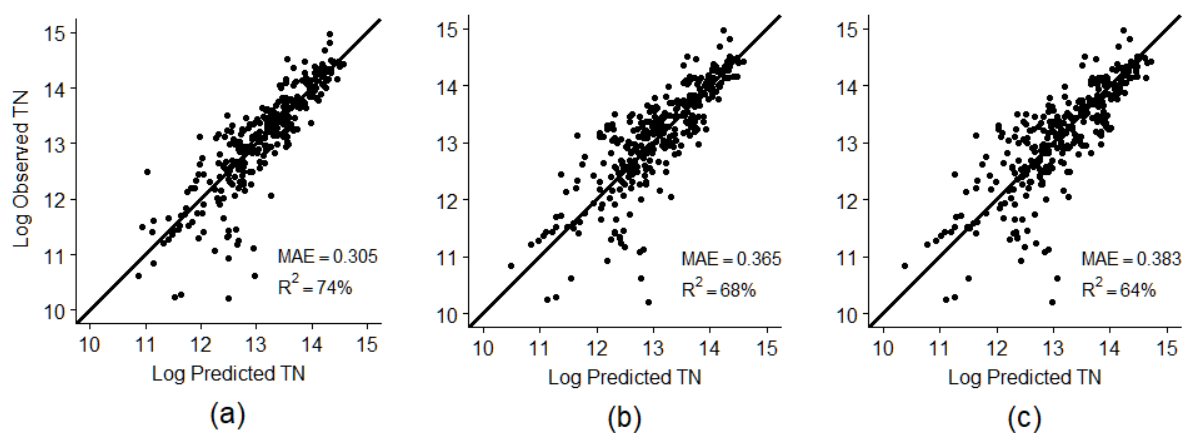 Log Observed TN
15
14
13
12
11
10
MAE = 0.305
R² = 74%
10 11 12 13 14 15
Log Predicted TN
(a)
15
14
13
12
11
10
MAE = 0.365
R² = 68%
10 11 12 13 14 15
Log Predicted TN
(b)
15
14
13
12
11
10
MAE = 0.383
R² = 64%
10 11 12 13 14 15
Log Predicted TN
(c)